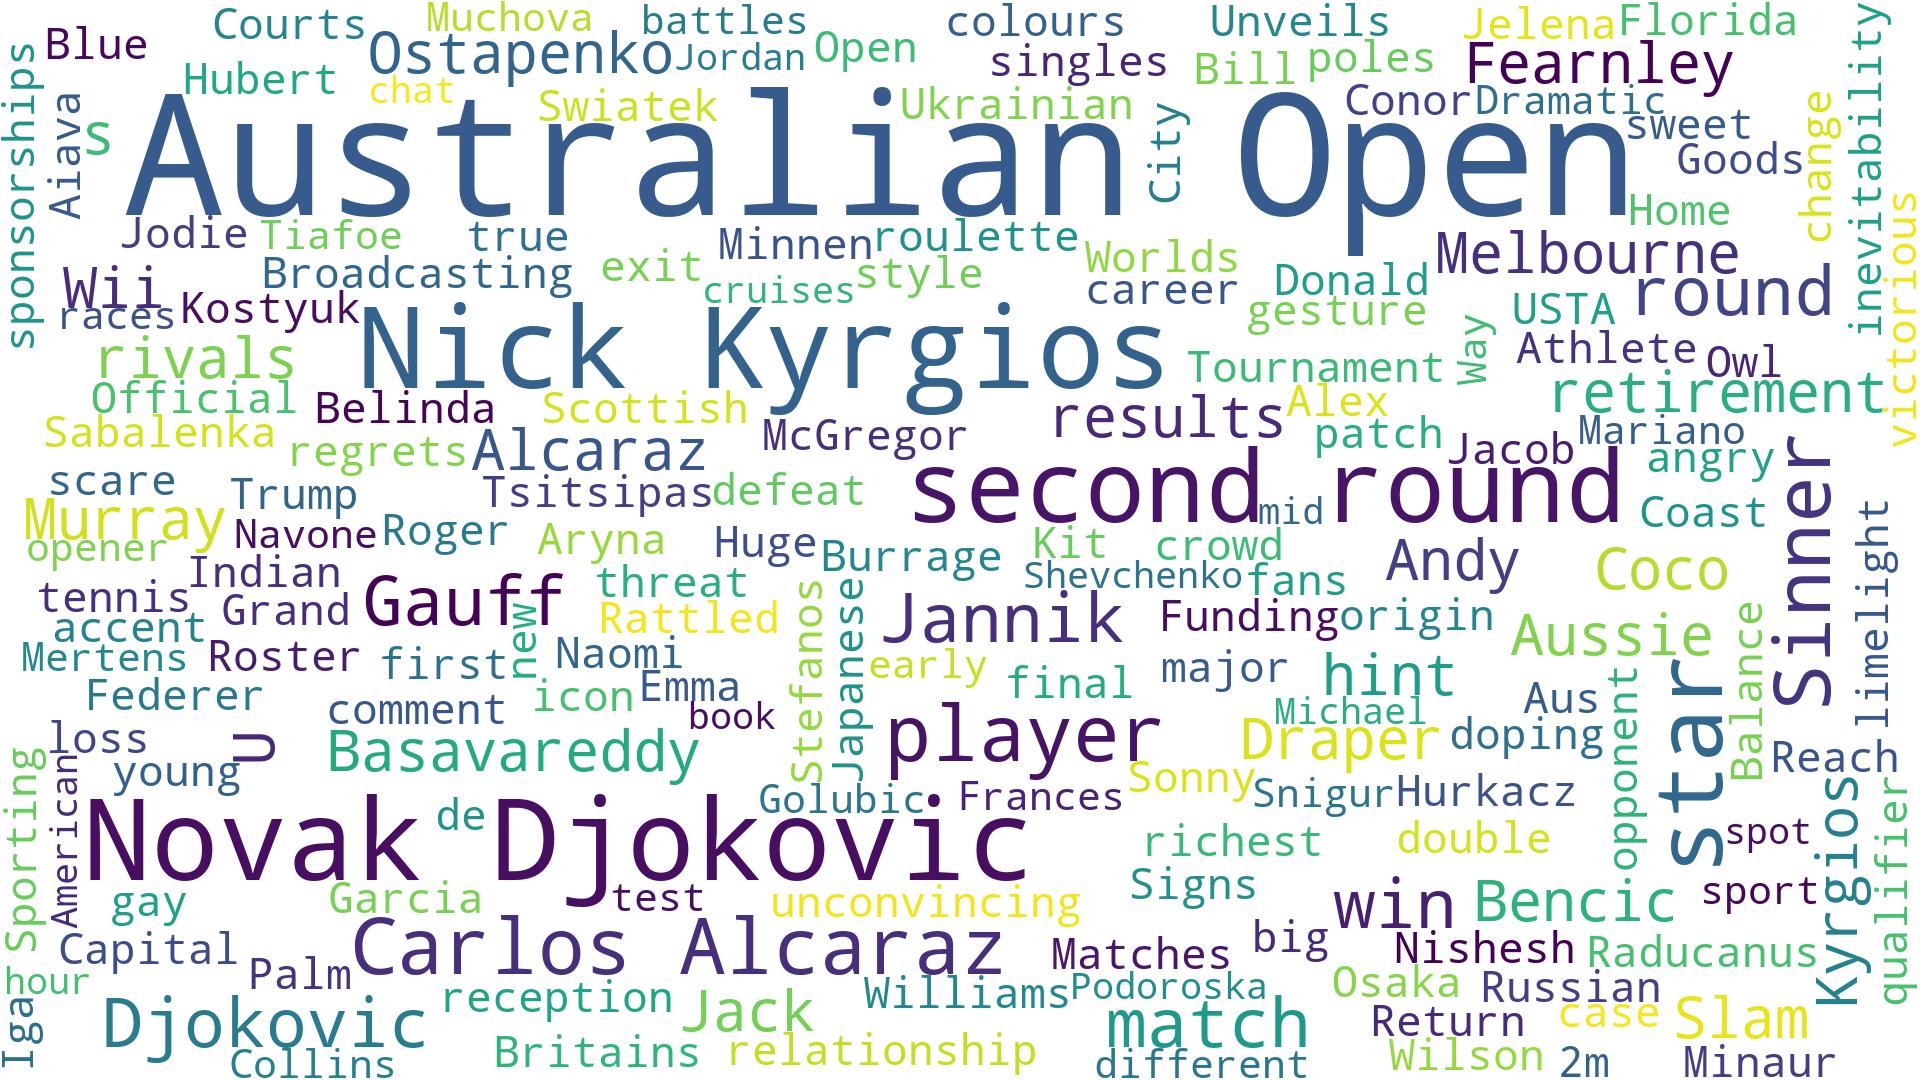 Blue
Courts
Muchova
battles
colours
Unveils
Jelena
Florida
Hubert
Ostapenko
Jordan
Open
singles
Bill
poles
Fearnley
inevitability
sponsorships
Aiava
s
chat
Swiatek
Ukrainian
Conor
Dramatic
sweet
change
Australian Open
City
Goods
victorious
Jodie
Tiafoe
true
Minnen
roulette
Home
Wii
Broadcasting
exit
style
Worlds
Donald
Melbourne
races
Kostyuk
cruises
career
gesture
USTA
round
rivals
Nick Kyrgios
Tournament
Way
Athlete
Owl
Official
Belinda
Scottish
results
Alex
retirement
Sabalenka
regrets
Alcaraz
McGregor
patch
Jacob
Mariano
angry
scare
Trump
Tsitsipas
defeat
second round
mid
Coast
Sinner
Murray
Navone
Roger
Aryna
Huge
Burrage
Kit
crowd
Andy
Coco
limelight
opener
Indian
Gauff
threat
Shevchenko
fans
tennis
Grand
new
Rattled
Stefanos
Japanese
Jannik
Funding
origin
Aussie
accent
Balance
Mertens
Roster
first
Naomi
early
major
hint
star
Federer
comment
icon
Emma
final
Michael
Aus
opponent
loss
U
book
player
Draper
doping
Reach
young
Basavareddy
Sonny
Sporting
American
Novak Djokovic
de
Golubic
Frances
Snigur
Hurkacz
Kyrgios
qualifier
richest
double
spot
gay
Garcia
test
unconvincing
Signs
win
Bencic
sport
Capital
Carlos Alcaraz
Matches
big
Nishesh
Raducanus
hour
Palm
Iga
Djokovic
reception
Jack
Williams
Podoroska
Osaka
Russian
match
Return
case
Slam
Collins
Britains
relationship
different
Wilson
2m
Minaur